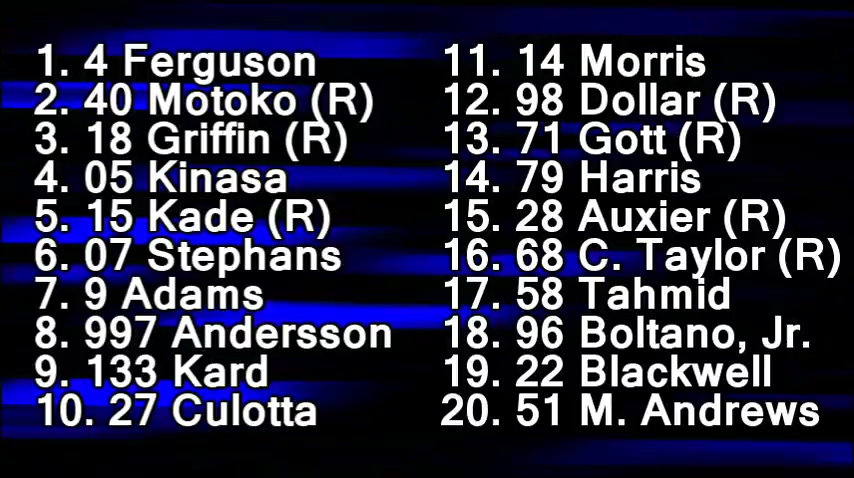 1. 4 Ferguson
2. 40 Motoko (R)
3. 18 Griffin (R)
4. 05 Kinasa
5. 15 Kade (R)
6. 07 Stephans
7. 9 Adams
8. 997 Andersson
9. 133 Kard
10. 27 Culotta
11. 14 Morris
12. 98 Dollar (R)
13. 71 Gott (R)
14. 79 Harris
15. 28 Auxier (R)
16. 68 C. Taylor (R)
17. 58 Tahmid
18. 96 Boltano, Jr.
19. 22 Blackwell
20. 51 M. Andrews